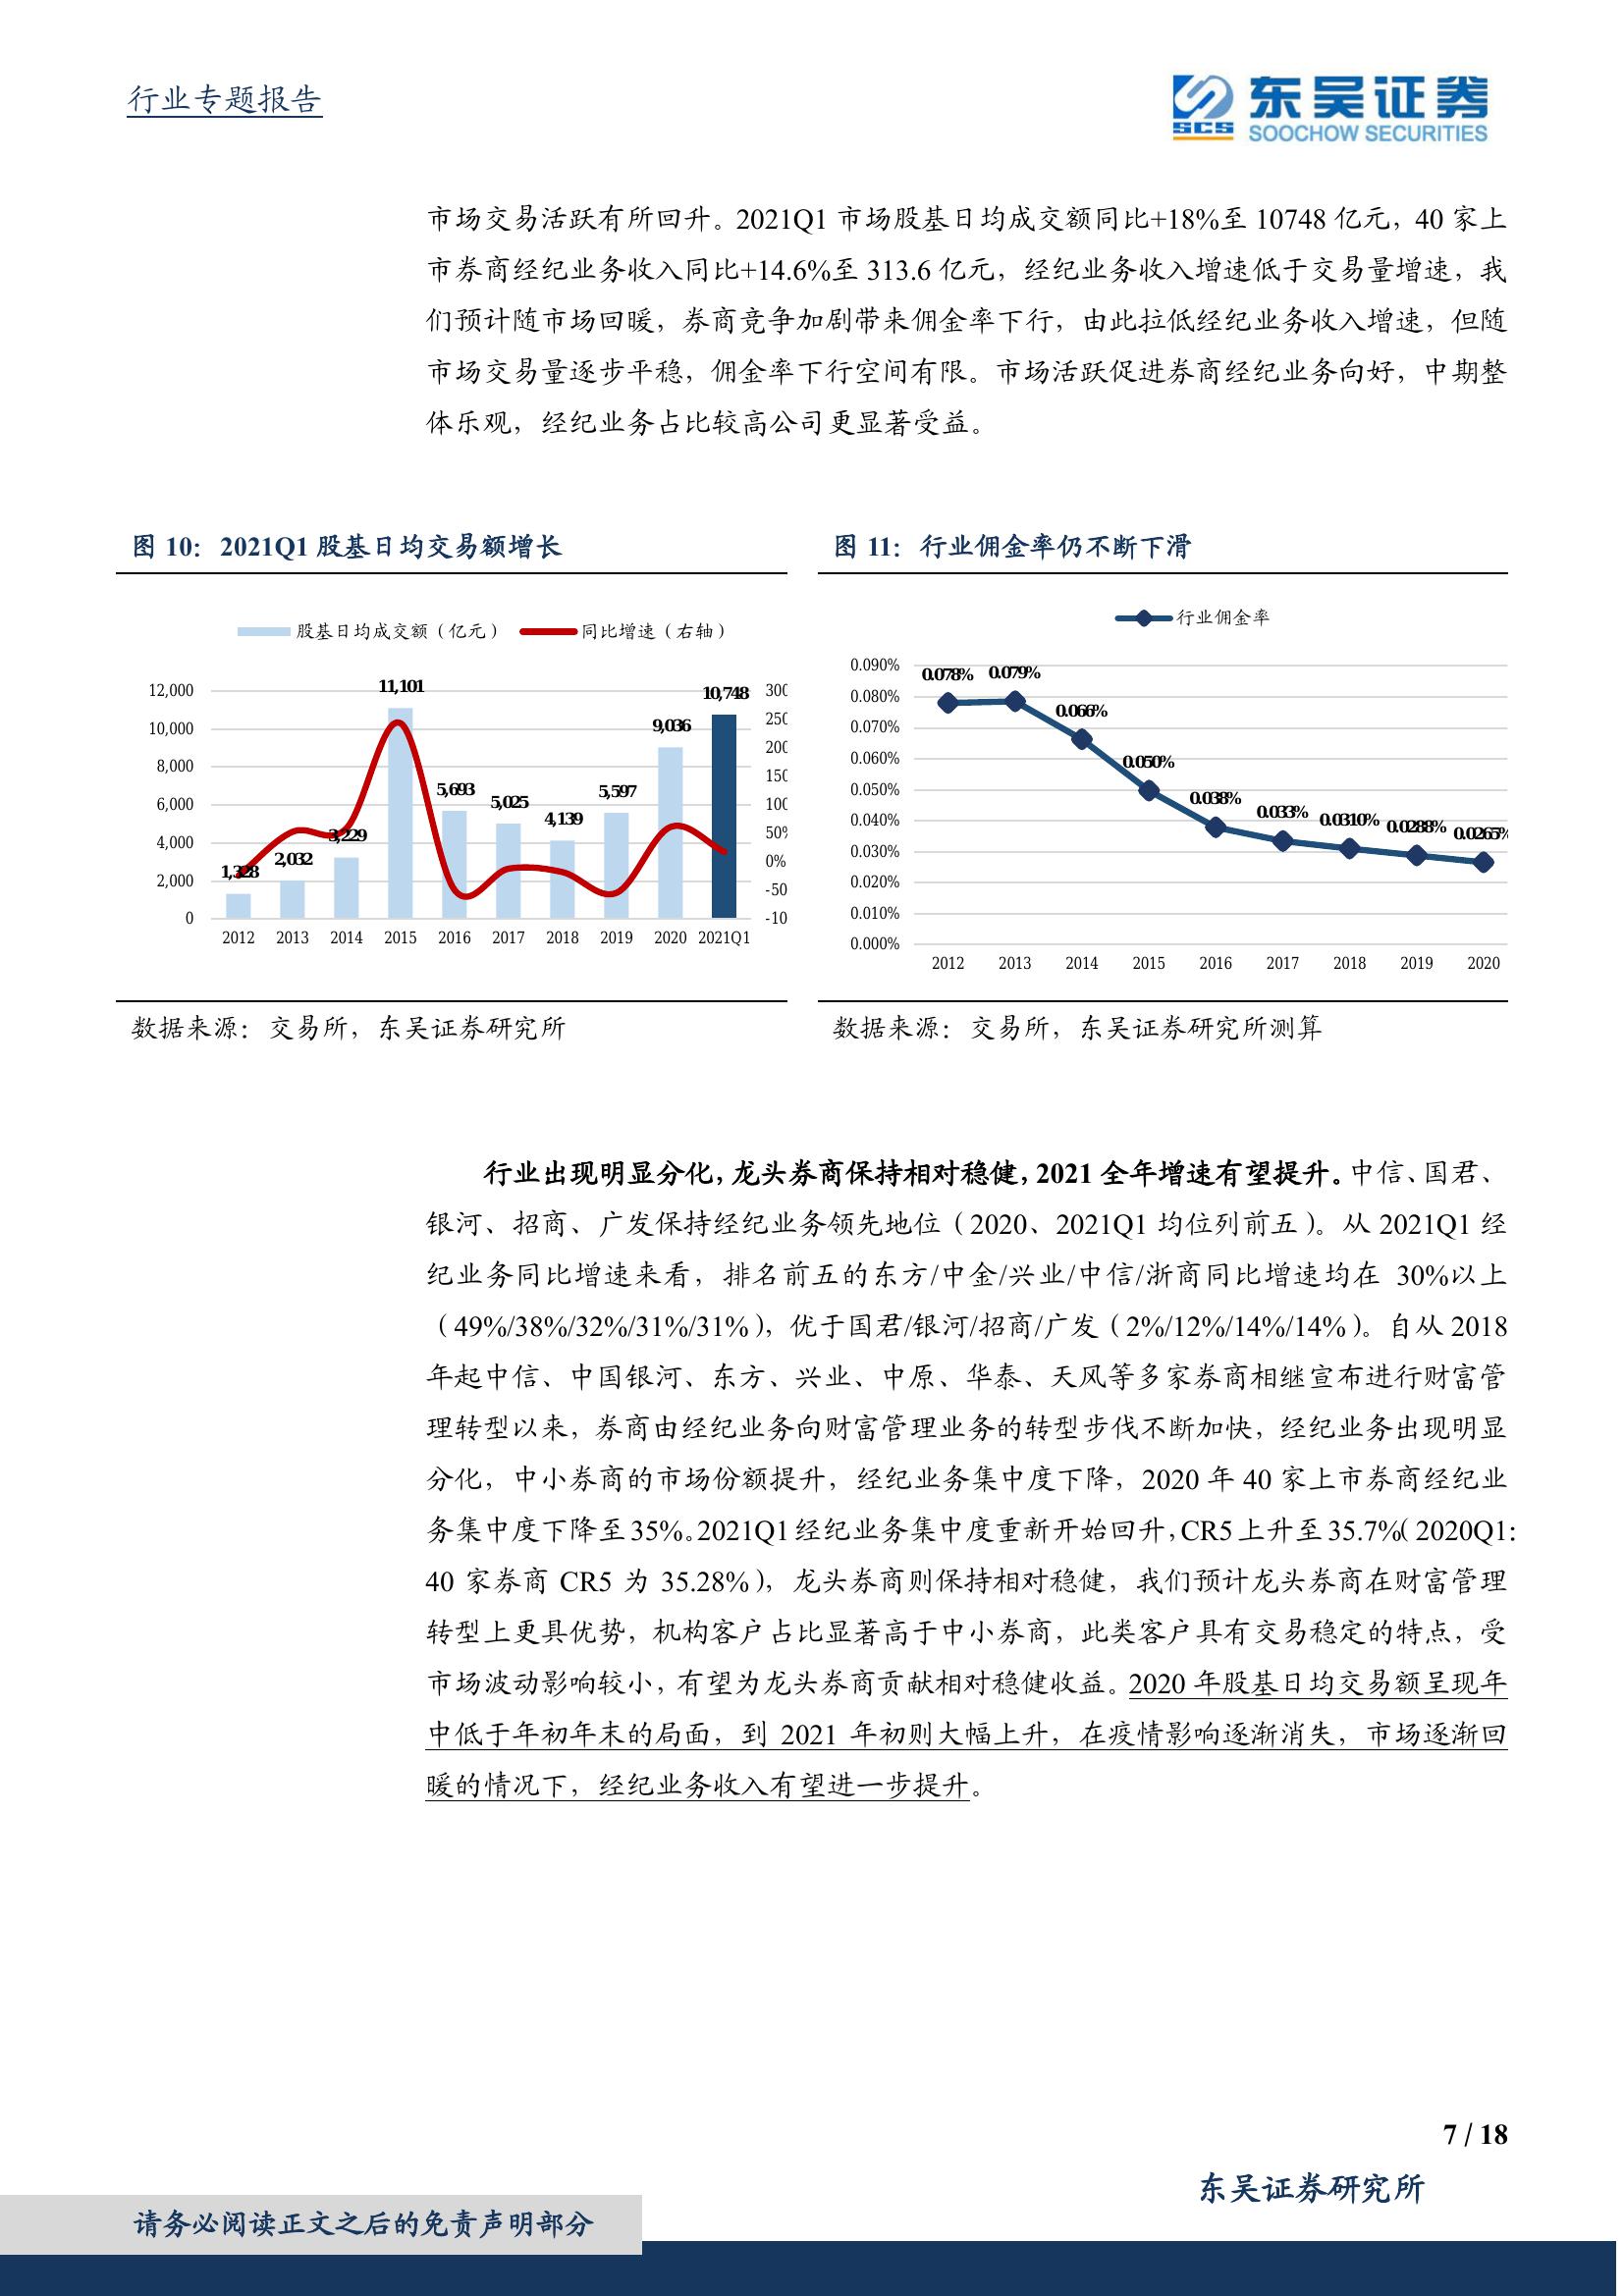 行业专题报告
SCS
东吴证券
SOOCHOW SECURITIES
市场交易活跃有所回升。2021Q1 市场股基日均成交额同比+18%至 10748 亿元，40 家上
市券商经纪业务收入同比+14.6%至 313.6 亿元，经纪业务收入增速低于交易量增速，我
们预计随市场回暖，券商竞争加剧带来佣金率下行，由此拉低经纪业务收入增速，但随
市场交易量逐步平稳，佣金率下行空间有限。市场活跃促进券商经纪业务向好，中期整
体乐观，经纪业务占比较高公司更显著受益。
图 10：2021Q1 股基日均交易额增长
股基日均成交额（亿元） 同比增速（右轴）
12,000
10,000
8,000
6,000
4,000
2,000
0
1,328
2,032
3,229
11,101
5,693
5,025
4,139
5,597
9,036
10,748
300
250
200
150
100
50%
0%
-50
-10
2012 2013 2014 2015 2016 2017 2018 2019 2020 2021Q1
数据来源：交易所，东吴证券研究所
图 11：行业佣金率仍不断下滑
行业佣金率
0.090%
0.080%
0.070%
0.060%
0.050%
0.040%
0.030%
0.020%
0.010%
0.000%
0.078%
0.079%
0.066%
0.050%
0.038%
0.033%
0.0310%
0.0288%
0.0265%
2012 2013 2014 2015 2016 2017 2018 2019 2020
数据来源：交易所，东吴证券研究所测算
行业出现明显分化，龙头券商保持相对稳健，2021 全年增速有望提升。中信、国君、
银河、招商、广发保持经纪业务领先地位（2020、2021Q1 均位列前五）。从 2021Q1 经
纪业务同比增速来看，排名前五的东方/中金/兴业/中信/浙商同比增速均在 30%以上
（49%/38%/32%/31%/31%），优于国君/银河/招商/广发（2%/12%/14%/14%）。自从 2018
年起中信、中国银河、东方、兴业、中原、华泰、天风等多家券商相继宣布进行财富管
理转型以来，券商由经纪业务向财富管理业务的转型步伐不断加快，经纪业务出现明显
分化，中小券商的市场份额提升，经纪业务集中度下降，2020 年 40 家上市券商经纪业
务集中度下降至 35%。2021Q1 经纪业务集中度重新开始回升，CR5 上升至 35.7%（2020Q1:
40 家券商 CR5 为 35.28%），龙头券商则保持相对稳健，我们预计龙头券商在财富管理
转型上更具优势，机构客户占比显著高于中小券商，此类客户具有交易稳定的特点，受
市场波动影响较小，有望为龙头券商贡献相对稳健收益。2020 年股基日均交易额呈现年
中低于年初年末的局面，到 2021 年初则大幅上升，在疫情影响逐渐消失，市场逐渐回
暖的情况下，经纪业务收入有望进一步提升。
7 / 18
东吴证券研究所
请务必阅读正文之后的免责声明部分